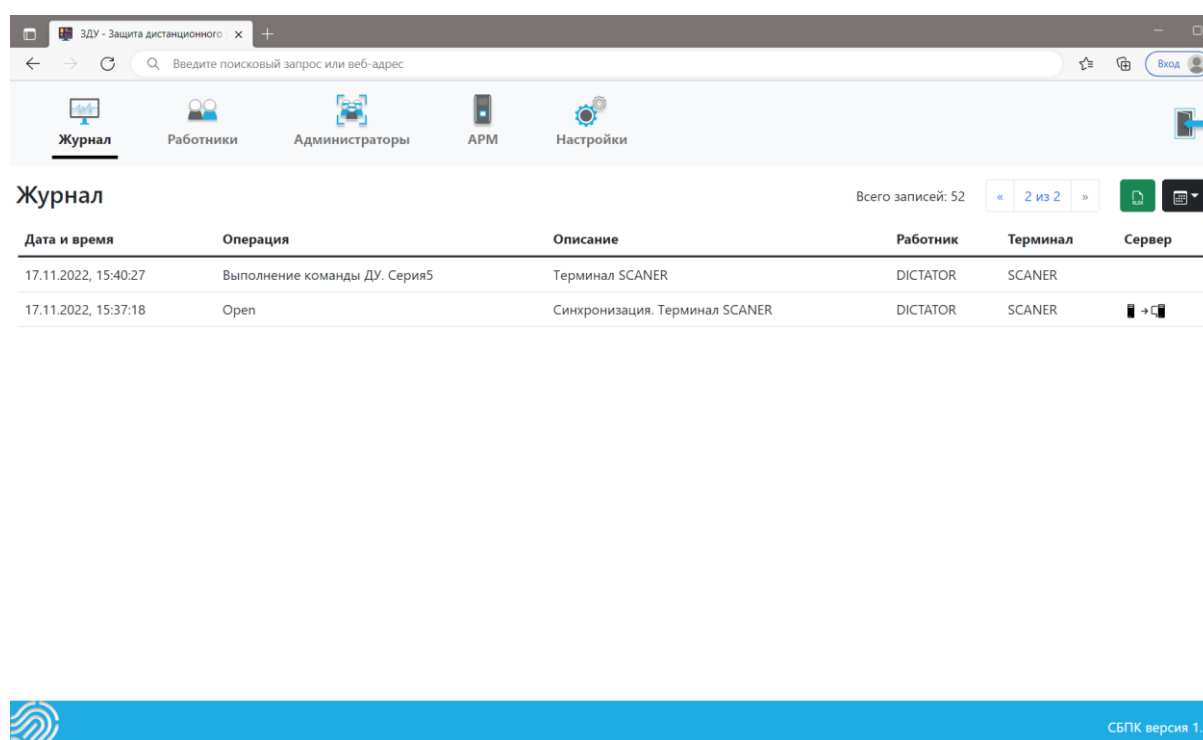 ЗДУ - Защита дистанционного
Введите поисковый запрос или веб-адрес
Вход
Журнал Работники Администраторы АРМ Настройки
Журнал
Всего записей: 52 « 2 из 2 »
XLSX
Дата и время Операция Описание Работник Терминал Сервер
17.11.2022, 15:40:27 Выполнение команды ДУ. Серия5 Терминал SCANER DICTATOR SCANER
17.11.2022, 15:37:18 Open Синхронизация. Терминал SCANER DICTATOR SCANER
СБПК версия 1.